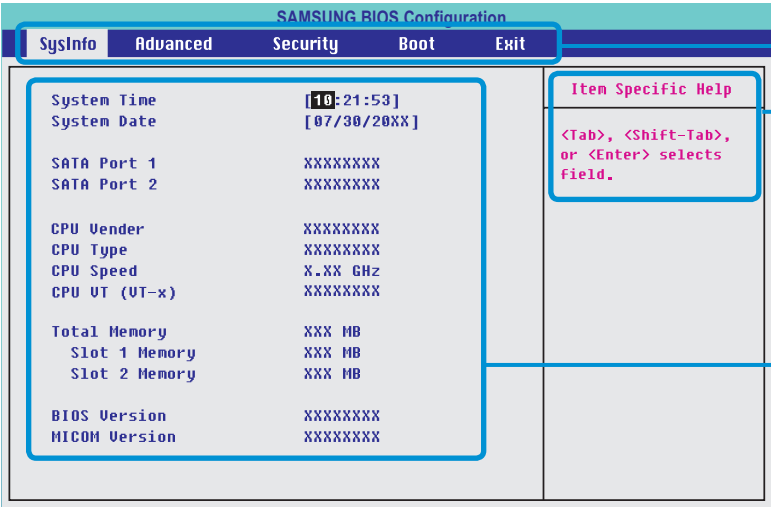 SAMSUNG BIOS Configuration
SysInfo Advanced Security Boot Exit
System Time [10:21:53]
System Date [07/30/20XX]
SATA Port 1 XXXXXXXX
SATA Port 2 XXXXXXXX
CPU Vender XXXXXXXX
CPU Type XXXXXXXX
CPU Speed X.XX GHz
CPU VT (VT-x) XXXXXXXX
Total Memory XXX MB
Slot 1 Memory XXX MB
Slot 2 Memory XXX MB
BIOS Version XXXXXXXX
MICOM Version XXXXXXXX
Item Specific Help
<Tab>, <Shift-Tab>,
or <Enter> selects
field.